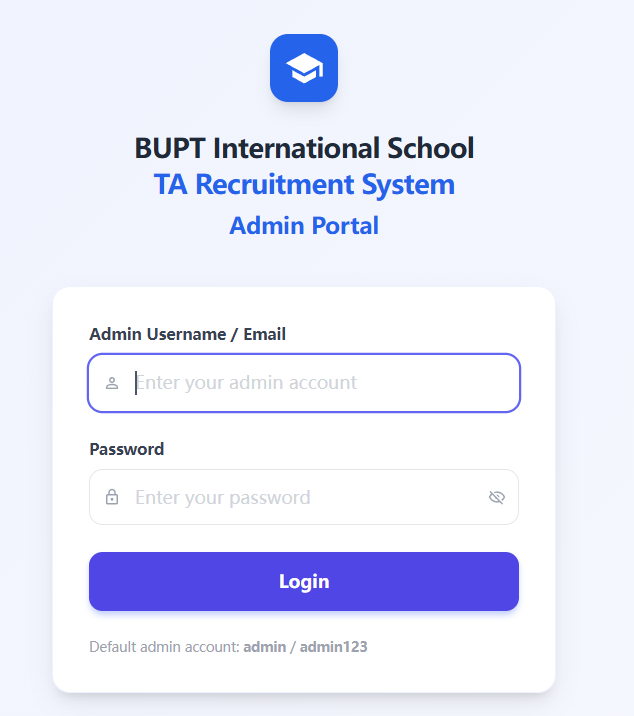 BUPT International School
TA Recruitment System
Admin Portal
Admin Username / Email
Enter your admin account
Password
Enter your password
Login
Default admin account: admin / admin123